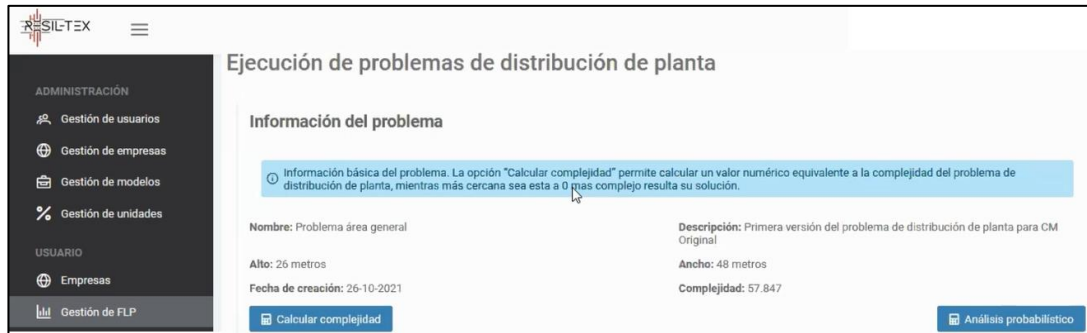 RESIL-TEX
Ejecución de problemas de distribución de planta
ADMINISTRACIÓN
Gestión de usuarios
Gestión de empresas
Gestión de modelos
Gestión de unidades
USUARIO
Empresas
Gestión de FLP
Información del problema
Información básica del problema. La opción "Calcular complejidad" permite calcular un valor numérico equivalente a la complejidad del problema de
distribución de planta, mientras más cercana sea esta a 0 mas complejo resulta su solución.
Nombre: Problema área general
Descripción: Primera versión del problema de distribución de planta para CM
Original
Alto: 26 metros
Ancho: 48 metros
Fecha de creación: 26-10-2021
Complejidad: 57.847
Calcular complejidad
Análisis probabilístico